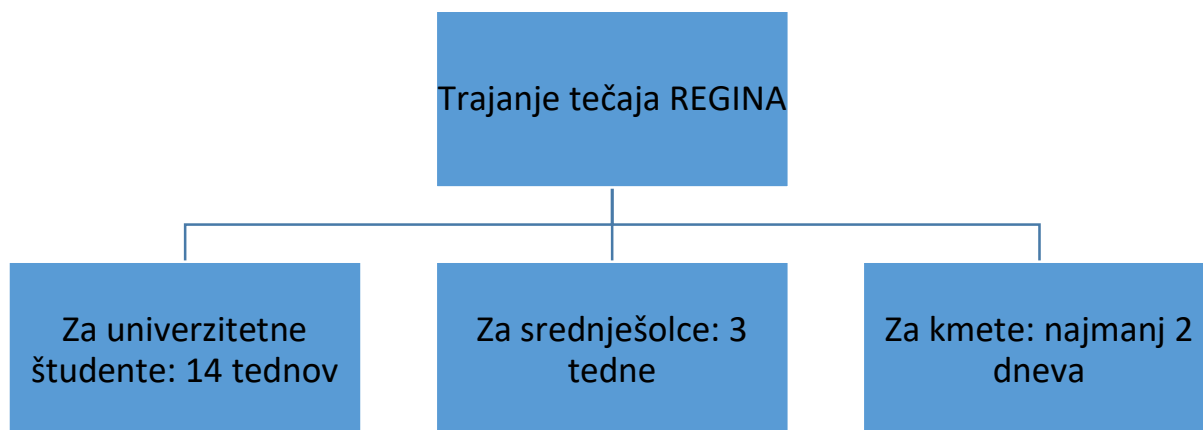 Trajanje tečaja REGINA
Za univerzitetne
študente: 14 tednov
Za srednješolce: 3
tedne
Za kmete: najmanj 2
dneva